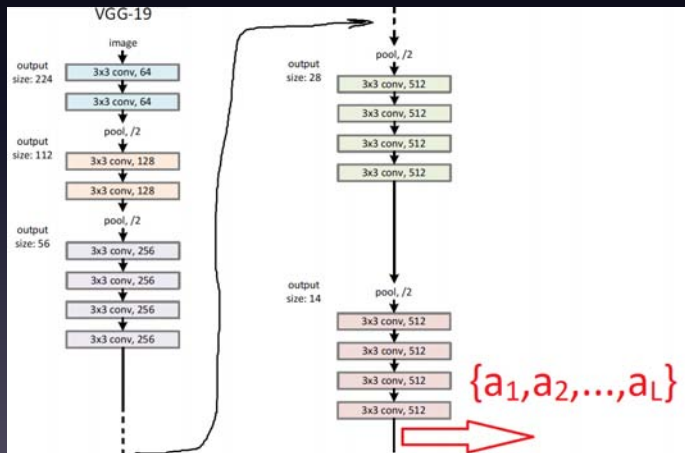 VGG-19
image
output
size: 224
3x3 conv, 64
3x3 conv, 64
pool, /2
output
size: 112
3x3 conv, 128
3x3 conv, 128
pool, /2
output
size: 56
3x3 conv, 256
3x3 conv, 256
3x3 conv, 256
3x3 conv, 256
pool, /2
output
size: 28
3x3 conv, 512
3x3 conv, 512
3x3 conv, 512
3x3 conv, 512
pool, /2
output
size: 14
3x3 conv, 512
3x3 conv, 512
3x3 conv, 512
3x3 conv, 512
{a₁,a₂,...,a_L}